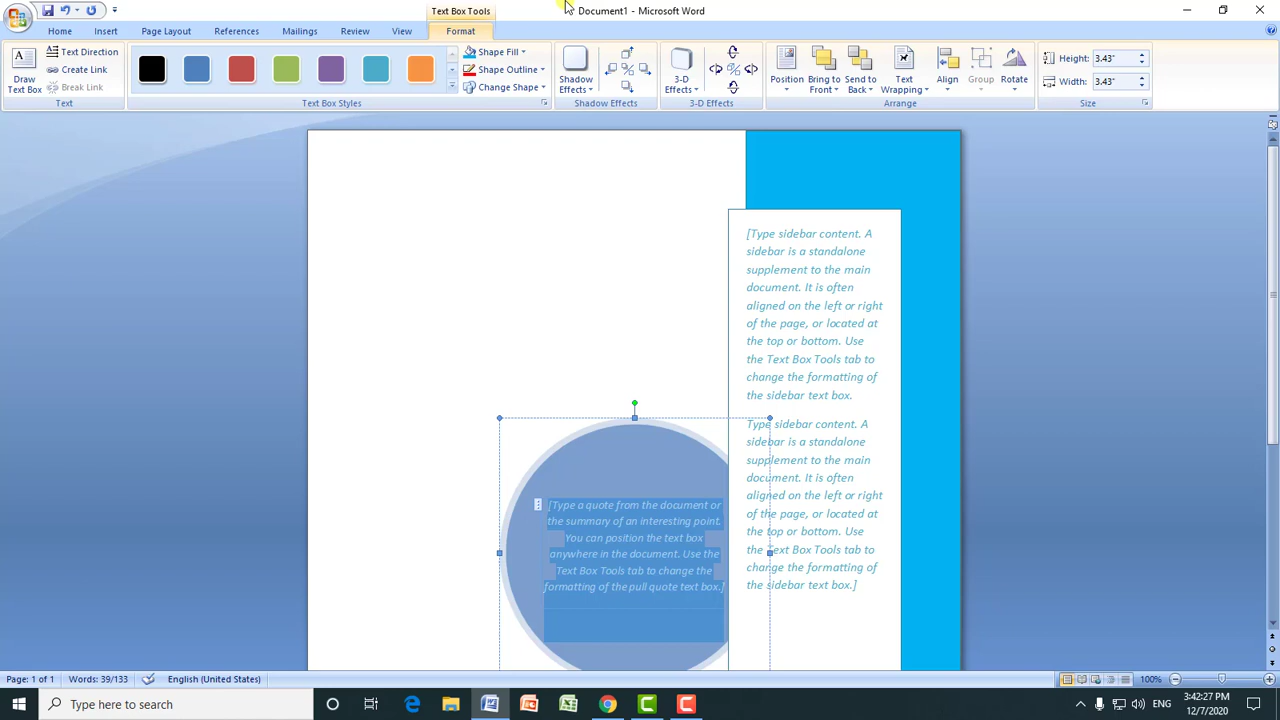 Text Box Tools
Document1 - Microsoft Word
Home
Insert
Page Layout
References
Mailings
Review
View
Format
Draw
Text Box
Text Direction
Create Link
Break Link
Text
Shape Fill
Shape Outline
Change Shape
Text Box Styles
Shadow
Effects
Shadow Effects
3-D
Effects
3-D Effects
Position
Bring to
Front
Send to
Back
Text
Wrapping
Align
Group
Rotate
Arrange
Height: 3.43"
Width: 3.43"
Size
[Type sidebar content. A
sidebar is a standalone
supplement to the main
document. It is often
aligned on the left or right
of the page, or located at
the top or bottom. Use
the Text Box Tools tab to
change the formatting of
the sidebar text box.
Type sidebar content. A
sidebar is a standalone
supplement to the main
document. It is often
aligned on the left or right
of the page, or located at
the top or bottom. Use
the Text Box Tools tab to
change the formatting of
the sidebar text box.]
[Type a quote from the document or
the summary of an interesting point.
You can position the text box
anywhere in the document. Use the
Text Box Tools tab to change the
formatting of the pull quote text box.]
Page: 1 of 1
Words: 39/133
English (United States)
100%
Type here to search
ENG
3:42:27 PM
12/7/2020